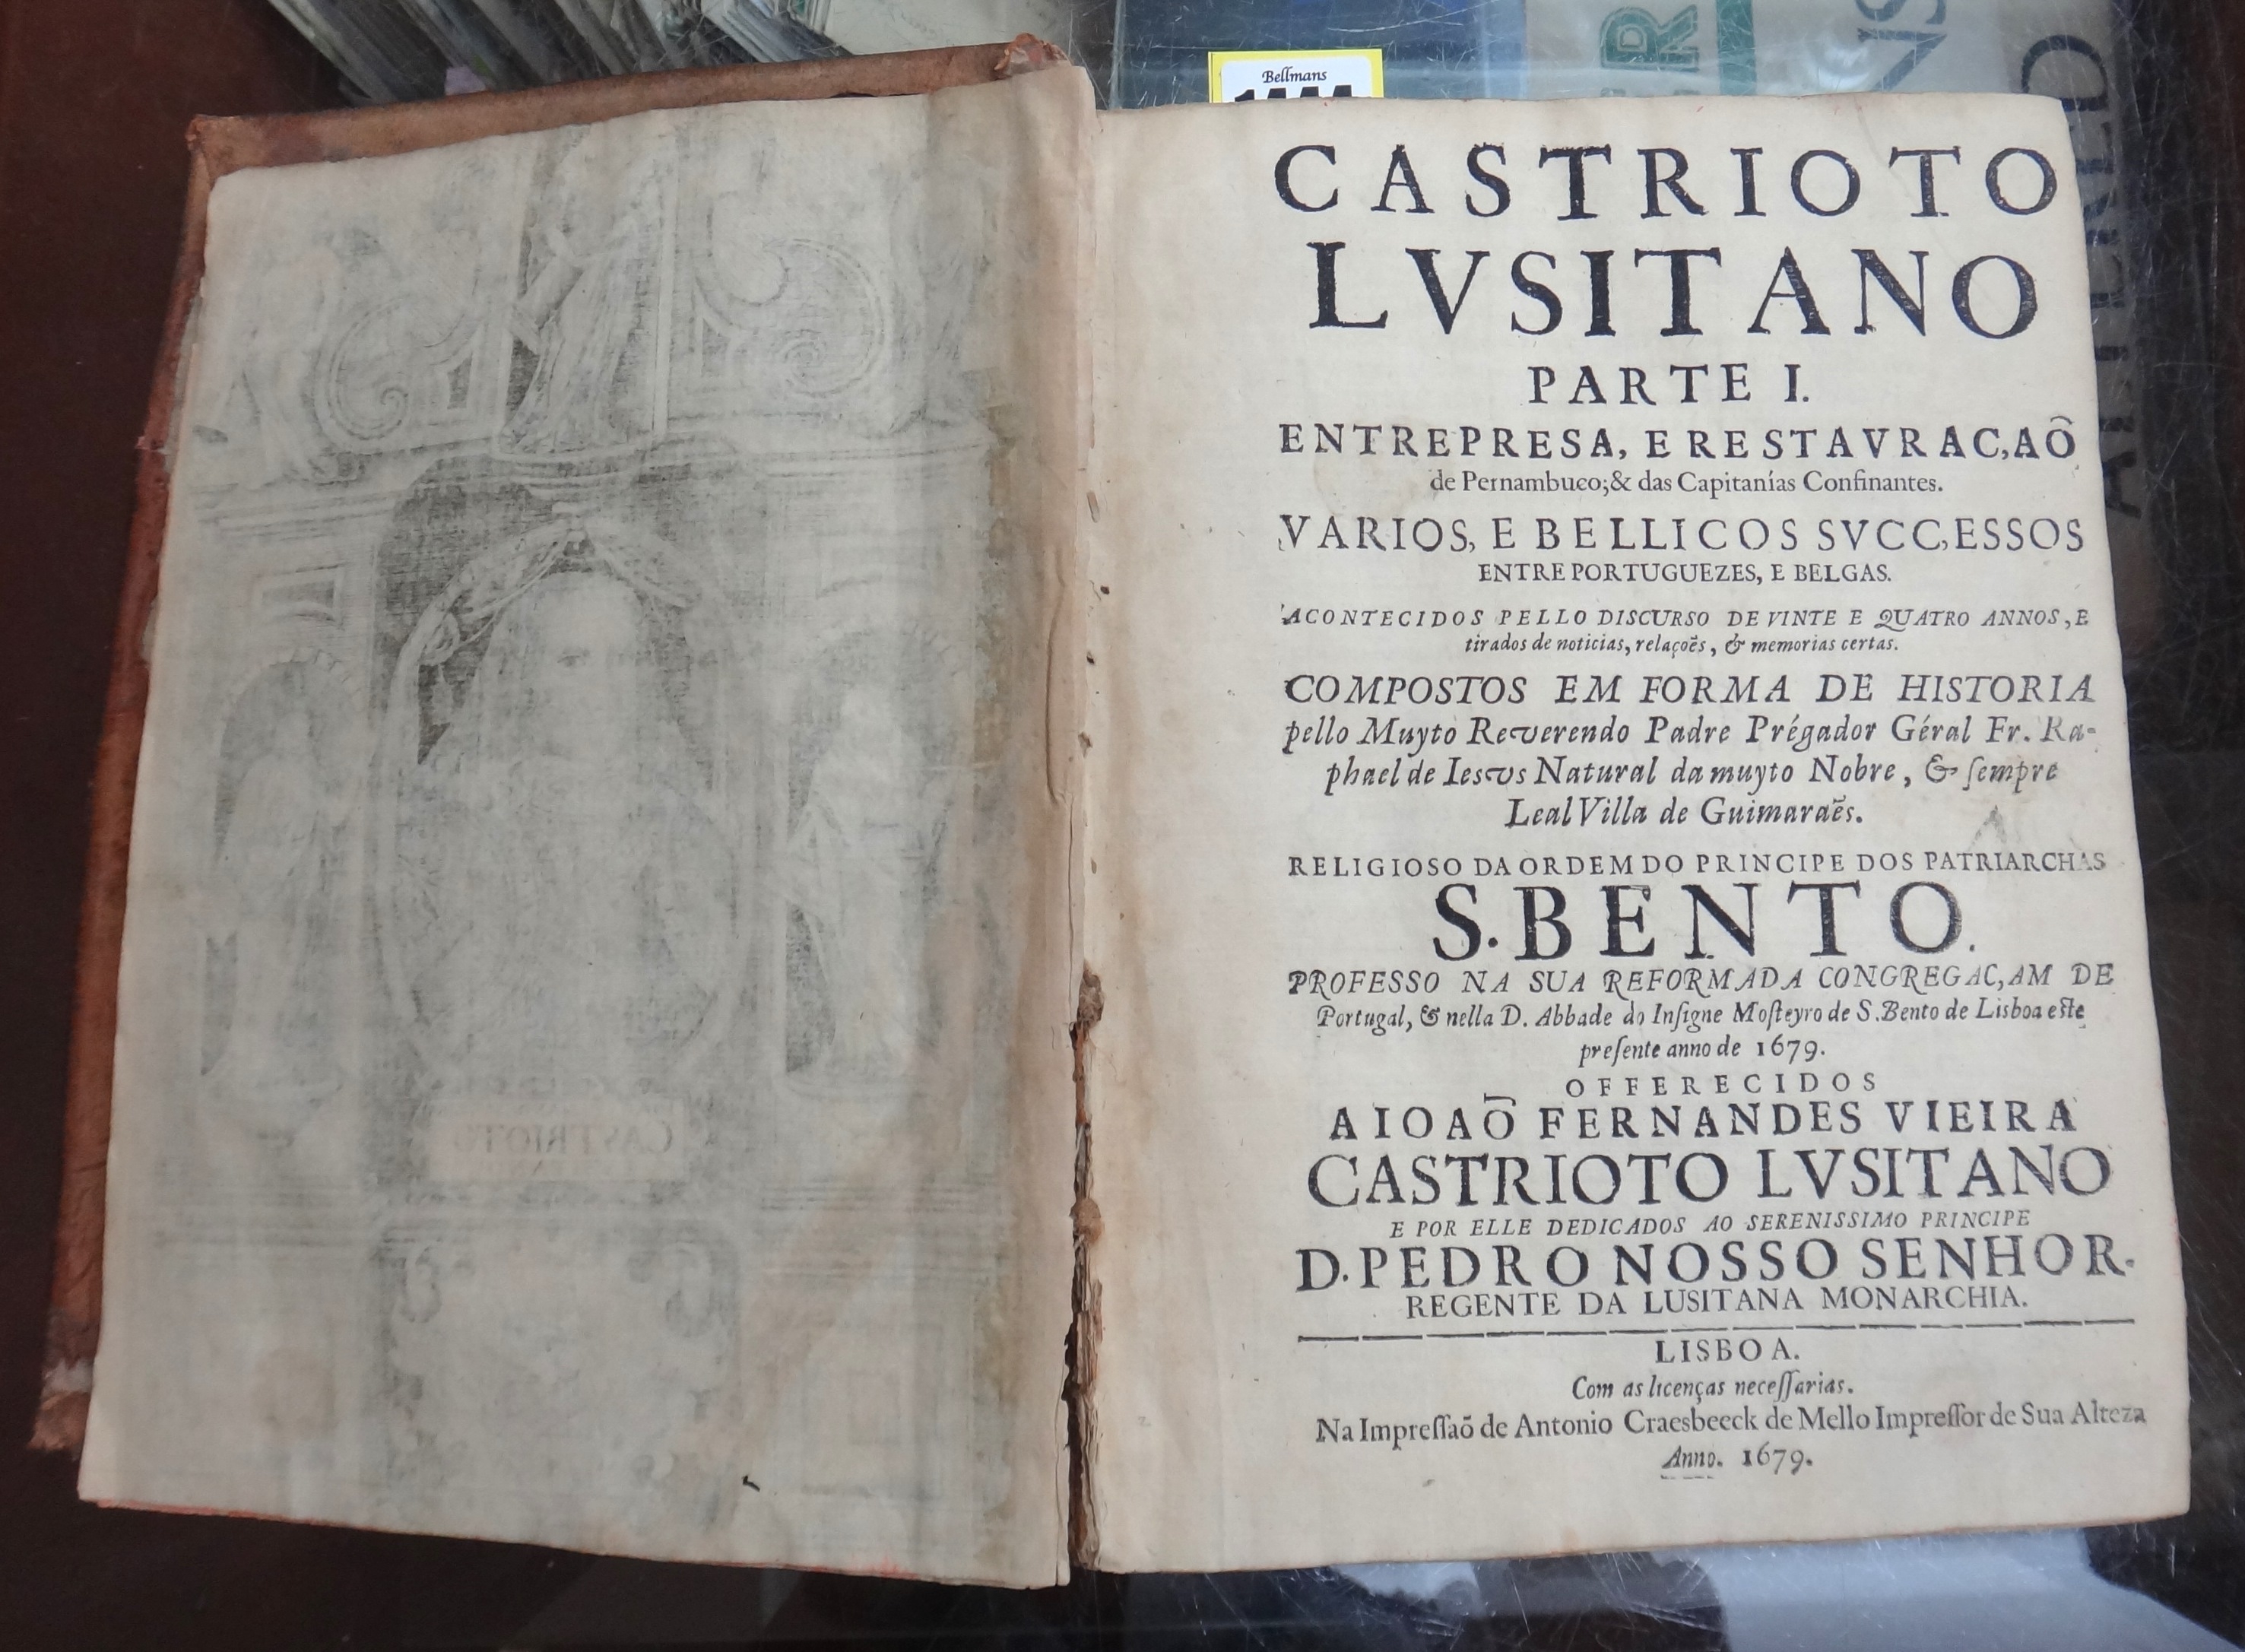 Bellmans
CASTRIOTO
LVSITANO
PARTE I.
ENTREPRESA, E RESTAVRAC,AÕ
de Pernambuco; & das Capitanías Confinantes.
VARIOS, E BELLICOS SVCC,ESSOS
ENTRE PORTUGUEZES, E BELGAS.
ACONTECIDOS PELLO DISCURSO DE VINTE E QUATRO ANNOS, E
tirados de noticias, relaçoẽs, & memorias certas.
COMPOSTOS EM FORMA DE HISTORIA
pello Muyto Reverendo Padre Prégador Géral Fr. Ra-
phael de Iesvs Natural da muyto Nobre, & ſempre
Leal Villa de Guimaraẽs.
RELIGIOSO DA ORDEM DO PRINCIPE DOS PATRIARCHAS
S. BENTO.
PROFESSO NA SUA REFORMADA CONGREGAC,AM DE
Portugal, & nella D. Abbade do Inſigne Moſteyro de S. Bento de Lisboa eſte
preſente anno de 1679.
OFFERECIDOS
A IOAÕ FERNANDES VIEIRA
CASTRIOTO LVSITANO
E POR ELLE DEDICADOS AO SERENISSIMO PRINCIPE
D. PEDRO NOSSO SENHOR.
REGENTE DA LUSITANA MONARCHIA.
LISBOA.
Com as licenças neceſſarias.
Na Impreſſaõ de Antonio Craesbeeck de Mello Impreſſor de Sua Alteza
Anno. 1679.